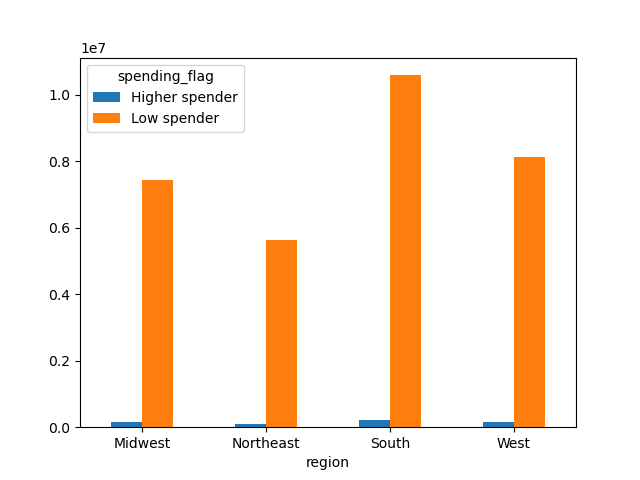 1e7
spending_flag
Higher spender
Low spender
1.0
0.8
0.6
0.4
0.2
0.0
Midwest Northeast South West
region